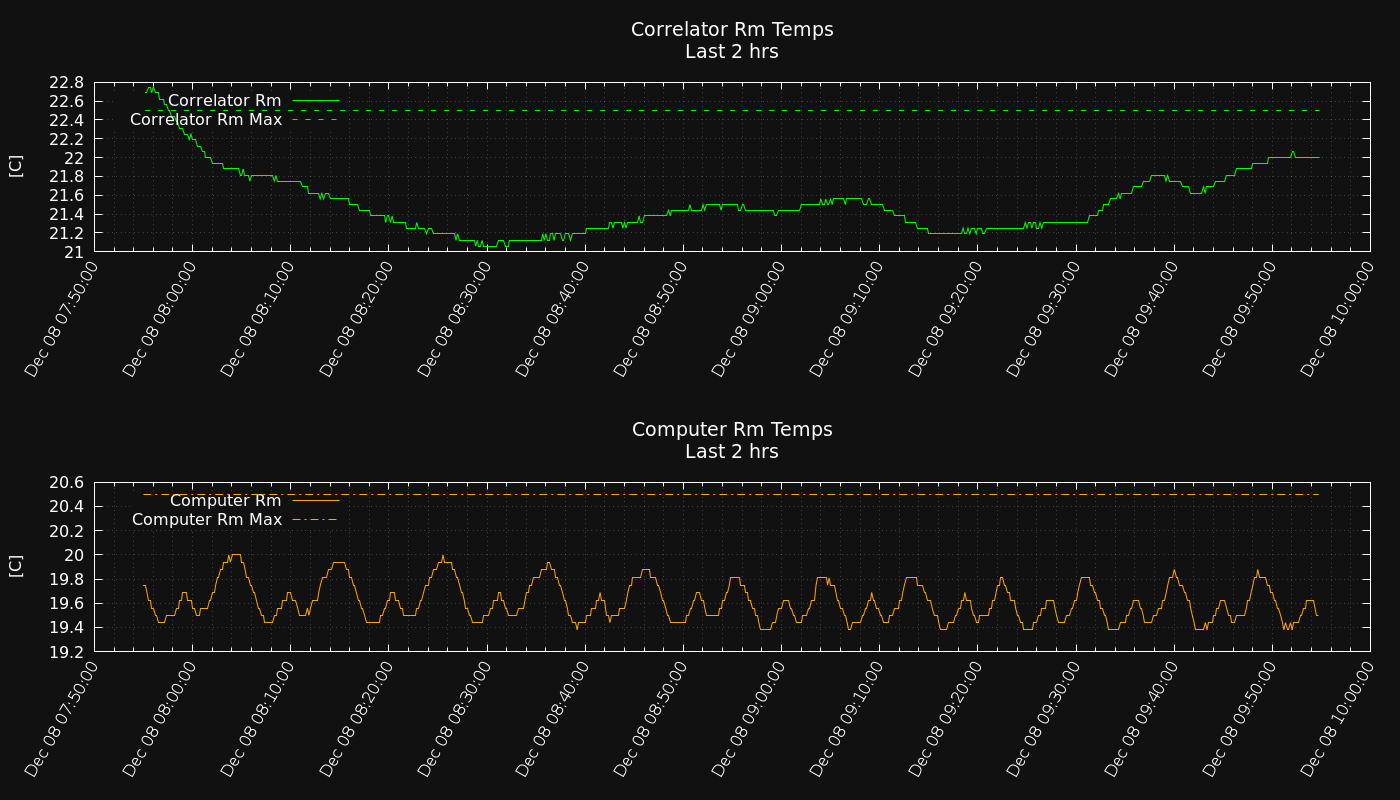 Correlator Rm Temps
Last 2 hrs
[C]
22.8
22.6
22.4
22.2
22
21.8
21.6
21.4
21.2
21
Correlator Rm
Correlator Rm Max
Dec 08 07:50:00
Dec 08 08:00:00
Dec 08 08:10:00
Dec 08 08:20:00
Dec 08 08:30:00
Dec 08 08:40:00
Dec 08 08:50:00
Dec 08 09:00:00
Dec 08 09:10:00
Dec 08 09:20:00
Dec 08 09:30:00
Dec 08 09:40:00
Dec 08 09:50:00
Dec 08 10:00:00
Computer Rm Temps
Last 2 hrs
[C]
20.6
20.4
20.2
20
19.8
19.6
19.4
19.2
Computer Rm
Computer Rm Max
Dec 08 07:50:00
Dec 08 08:00:00
Dec 08 08:10:00
Dec 08 08:20:00
Dec 08 08:30:00
Dec 08 08:40:00
Dec 08 08:50:00
Dec 08 09:00:00
Dec 08 09:10:00
Dec 08 09:20:00
Dec 08 09:30:00
Dec 08 09:40:00
Dec 08 09:50:00
Dec 08 10:00:00